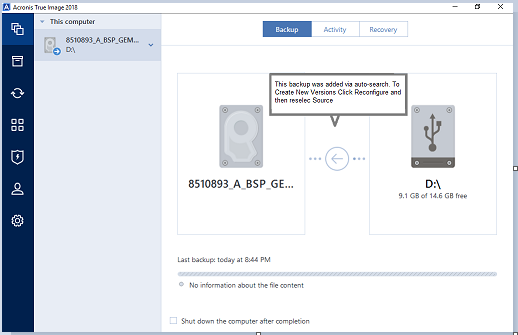 Acronis True Image 2018
This computer
8510893_A_BSP_GEM...
D:\
Backup
Activity
Recovery
This backup was added via auto-search. To
Create New Versions Click Reconfigure and
then reselec Source
8510893_A_BSP_GE...
D:\
9.1 GB of 14.6 GB free
Last backup: today at 8:44 PM
No information about the file content
Shut down the computer after completion